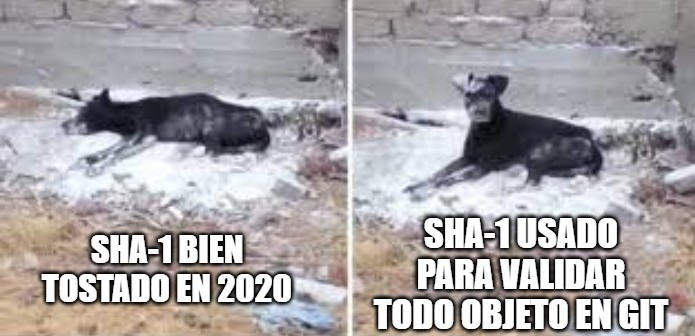 SHA-1 BIEN
TOSTADO EN 2020
SHA-1 USADO
PARA VALIDAR
TODO OBJETO EN GIT